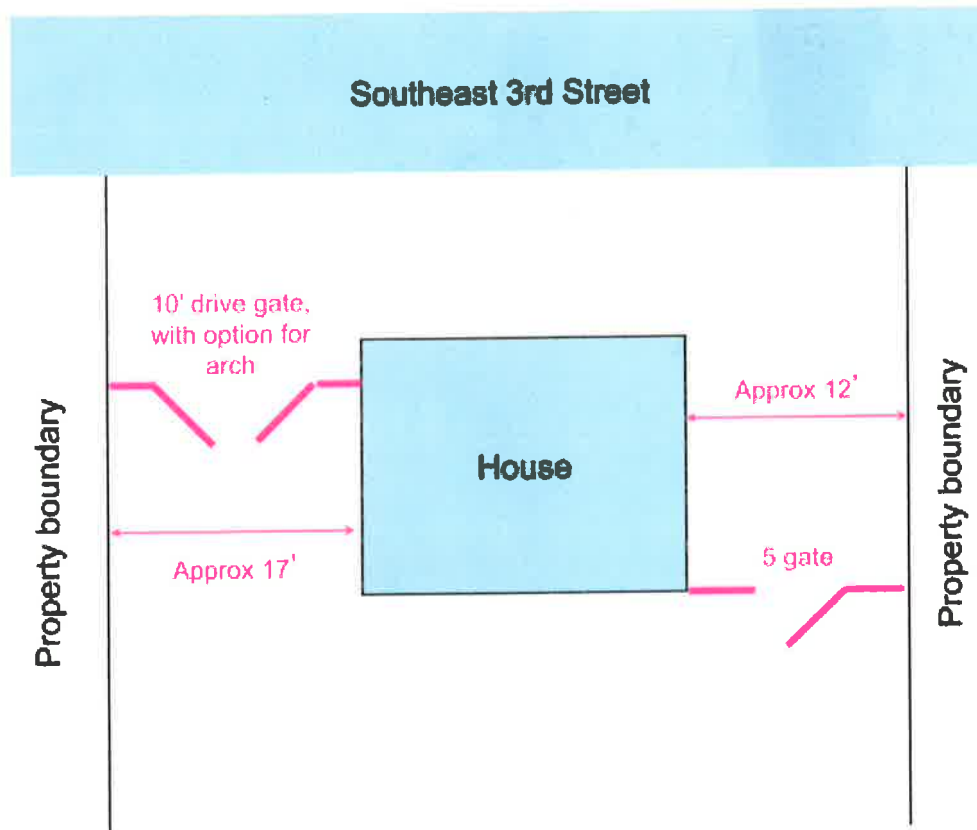 Southeast 3rd Street
10' drive gate,
with option for
arch
Approx 12'
House
Property boundary
Property boundary
Approx 17'
5 gate